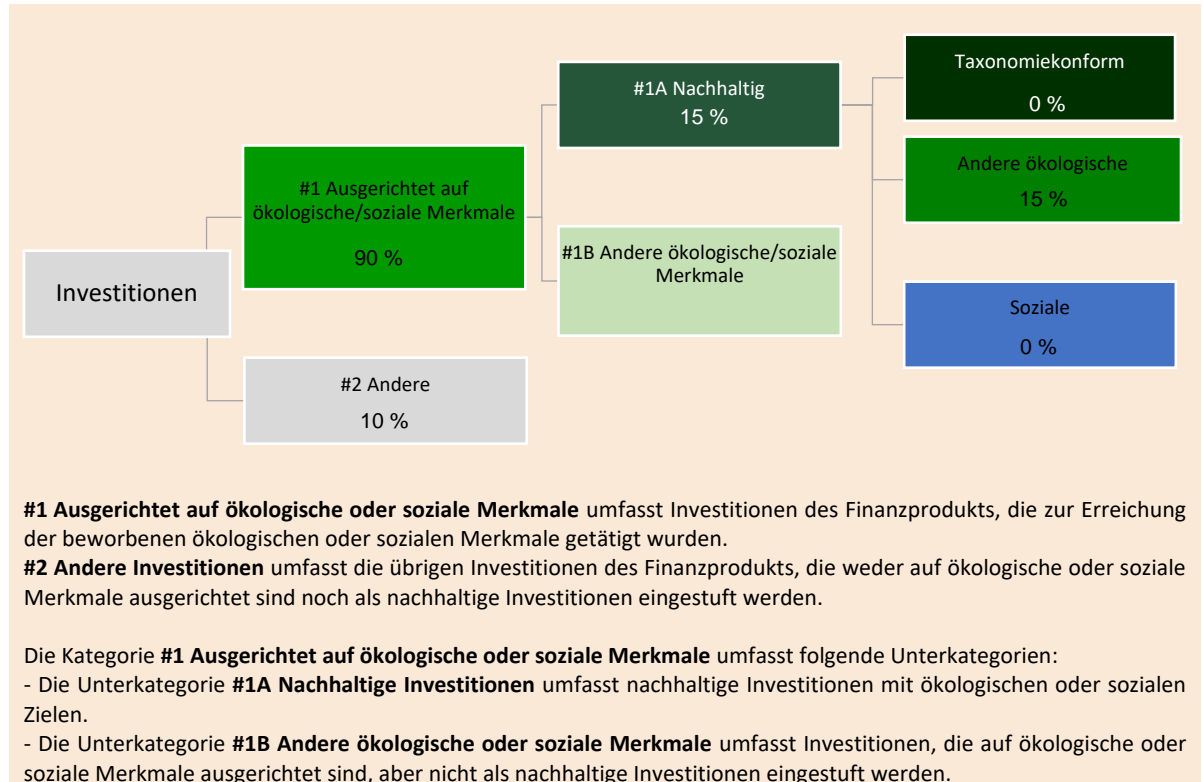 Taxonomiekonform
0 %
#1A Nachhaltig
15 %
Andere ökologische
15 %
#1 Ausgerichtet auf
ökologische/soziale Merkmale
90 %
#1B Andere ökologische/soziale
Merkmale
Investitionen
Soziale
0 %
#2 Andere
10 %
#1 Ausgerichtet auf ökologische oder soziale Merkmale umfasst Investitionen des Finanzprodukts, die zur Erreichung
der beworbenen ökologischen oder sozialen Merkmale getätigt wurden.
#2 Andere Investitionen umfasst die übrigen Investitionen des Finanzprodukts, die weder auf ökologische oder soziale
Merkmale ausgerichtet sind noch als nachhaltige Investitionen eingestuft werden.
Die Kategorie #1 Ausgerichtet auf ökologische oder soziale Merkmale umfasst folgende Unterkategorien:
- Die Unterkategorie #1A Nachhaltige Investitionen umfasst nachhaltige Investitionen mit ökologischen oder sozialen
Zielen.
- Die Unterkategorie #1B Andere ökologische oder soziale Merkmale umfasst Investitionen, die auf ökologische oder
soziale Merkmale ausgerichtet sind, aber nicht als nachhaltige Investitionen eingestuft werden.